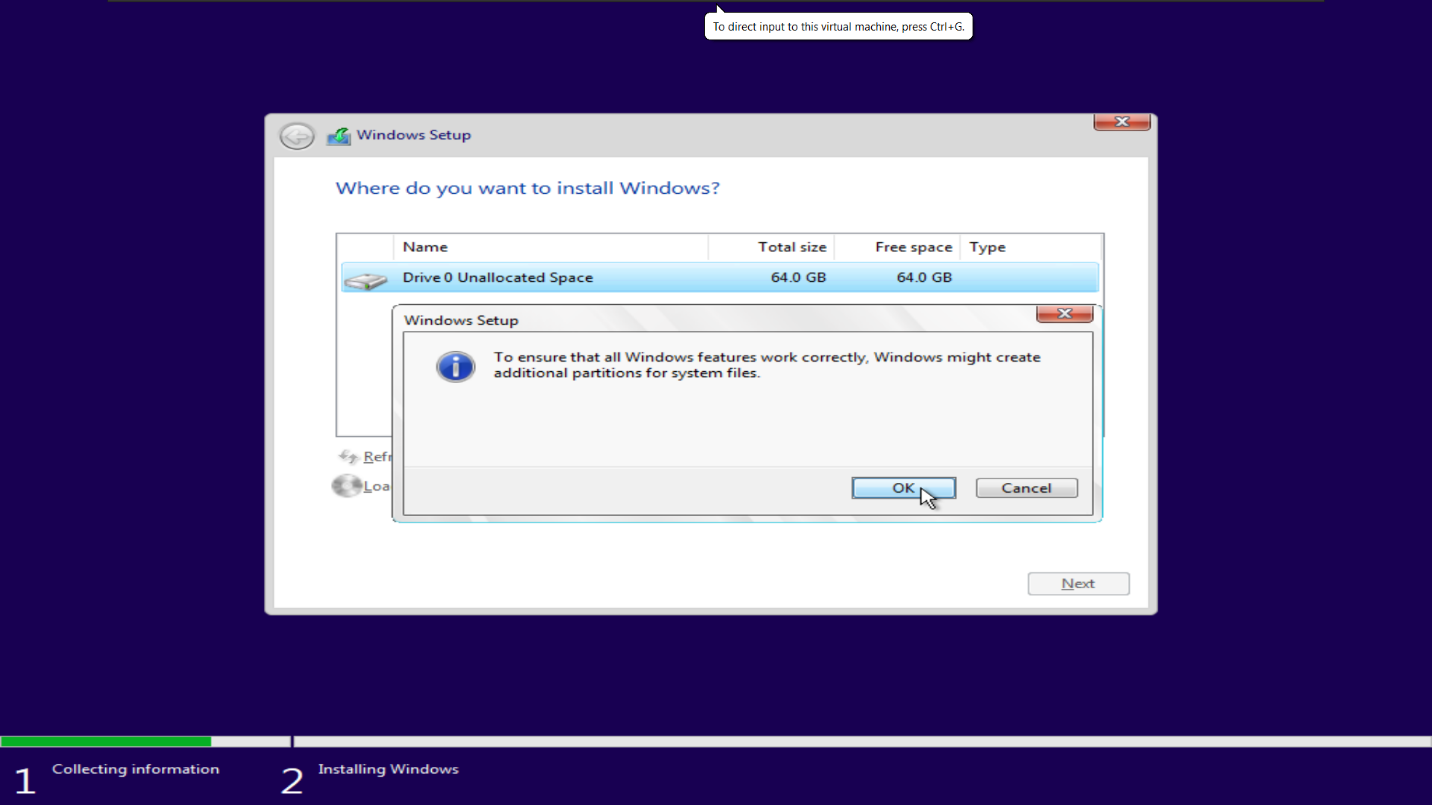 To direct input to this virtual machine, press Ctrl+G.
Windows Setup
Where do you want to install Windows?
Name Total size Free space Type
Drive 0 Unallocated Space 64.0 GB 64.0 GB
Windows Setup
To ensure that all Windows features work correctly, Windows might create
additional partitions for system files.
Refr
Loa
OK Cancel
Next
1 Collecting information 2 Installing Windows